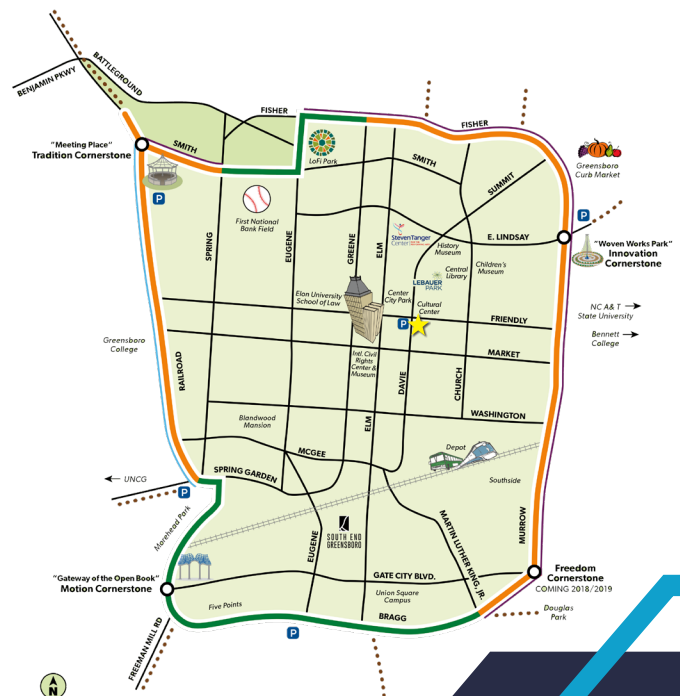 BATTLEGROUND
BENJAMIN PKWY
FISHER
FISHER
"Meeting Place"
Tradition Cornerstone
SMITH
LoFi Park
SMITH
SUMMIT
Greensboro
Curb Market
P
First National
Bank Field
P
SPRING
EUGENE
GREENE
ELM
Steven Tanger
Center
History
Museum
E. LINDSAY
"Woven Works Park"
Innovation
Cornerstone
Central
Library
Children's
Museum
LEBAUER
PARK
Elon University
School of Law
Center
City Park
Cultural
Center
NC A & T
State University
P
FRIENDLY
Bennett
College
Greensboro
College
MARKET
RAILROAD
Intl. Civil
Rights
Center &
Museum
DAVIE
CHURCH
Blandwood
Mansion
ELM
WASHINGTON
MCGEE
Depot
SPRING GARDEN
UNCG
P
Southside
Morehead Park
SOUTH END
GREENSBORO
EUGENE
MARTIN LUTHER KING, JR.
MURROW
"Gateway of the Open Book"
Motion Cornerstone
GATE CITY BLVD.
Freedom
Cornerstone
COMING 2018/2019
Union Square
Campus
Five Points
BRAGG
Douglas
Park
P
FREEMAN MILL RD
N